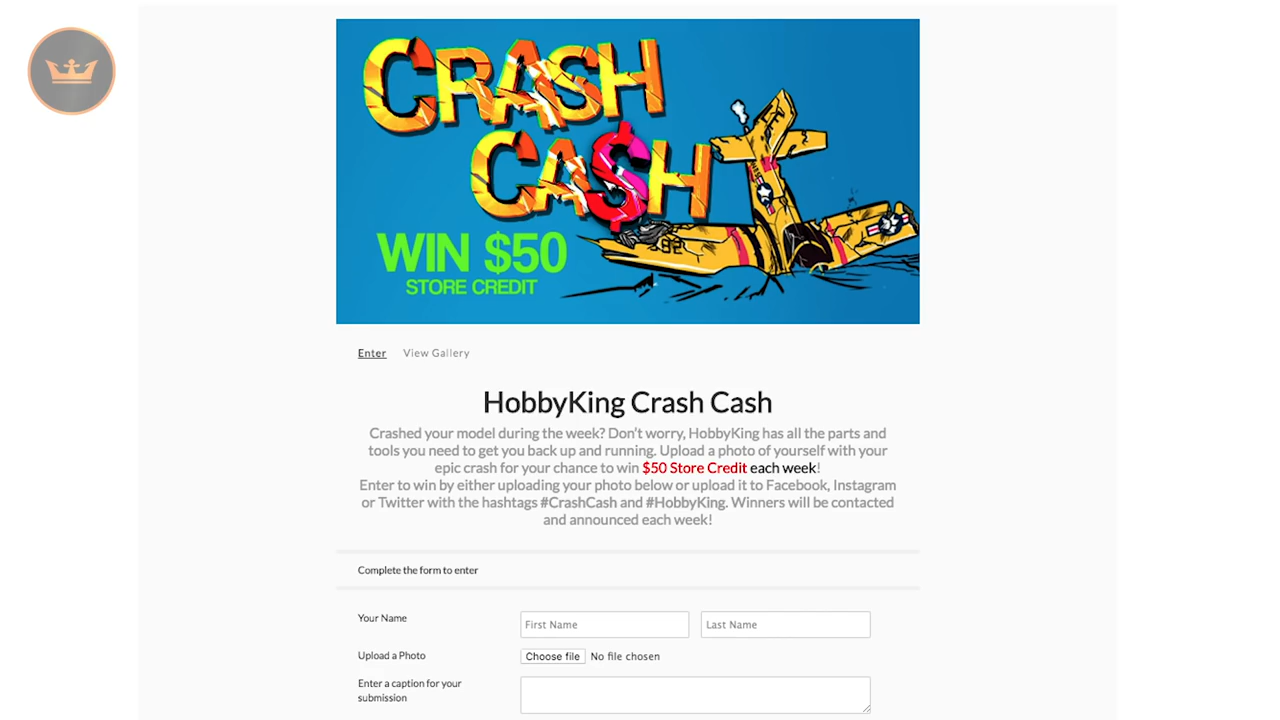 CRASH
CA$H
WIN $50
STORE CREDIT
Enter View Gallery
HobbyKing Crash Cash
Crashed your model during the week? Don't worry, HobbyKing has all the parts and
tools you need to get you back up and running. Upload a photo of yourself with your
epic crash for your chance to win $50 Store Credit each week!
Enter to win by either uploading your photo below or upload it to Facebook, Instagram
or Twitter with the hashtags #CrashCash and #HobbyKing. Winners will be contacted
and announced each week!
Complete the form to enter
Your Name First Name Last Name
Upload a Photo Choose file No file chosen
Enter a caption for your
submission